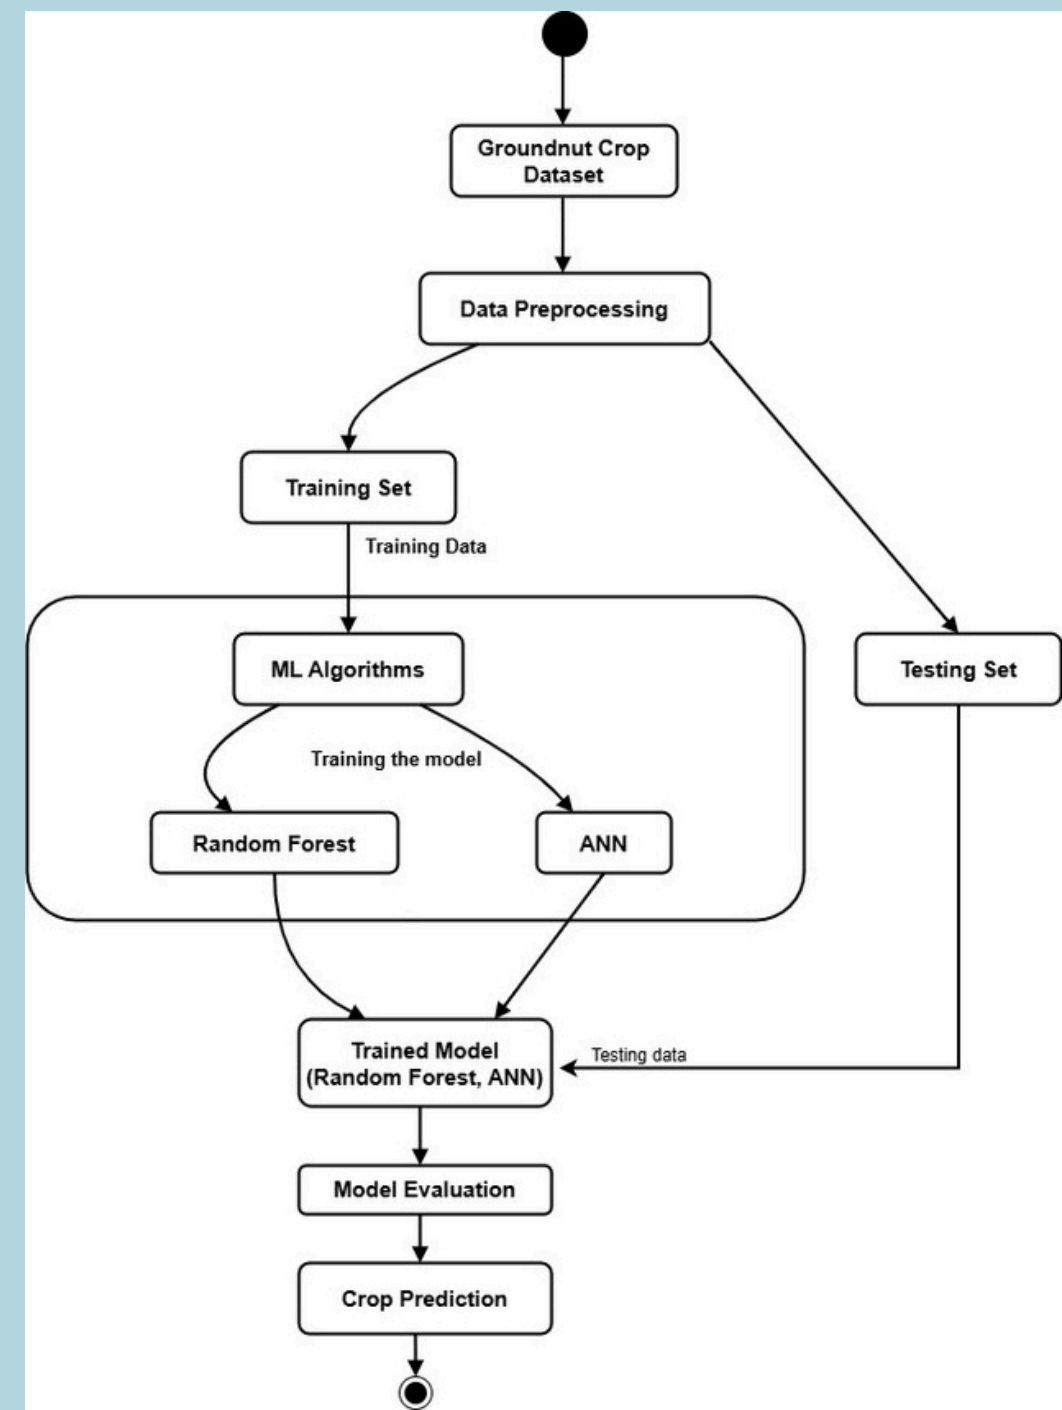 Groundnut Crop
Dataset
Data Preprocessing
Training Set
Training Data
ML Algorithms
Testing Set
Training the model
Random Forest
ANN
Trained Model
(Random Forest, ANN)
Testing data
Model Evaluation
Crop Prediction